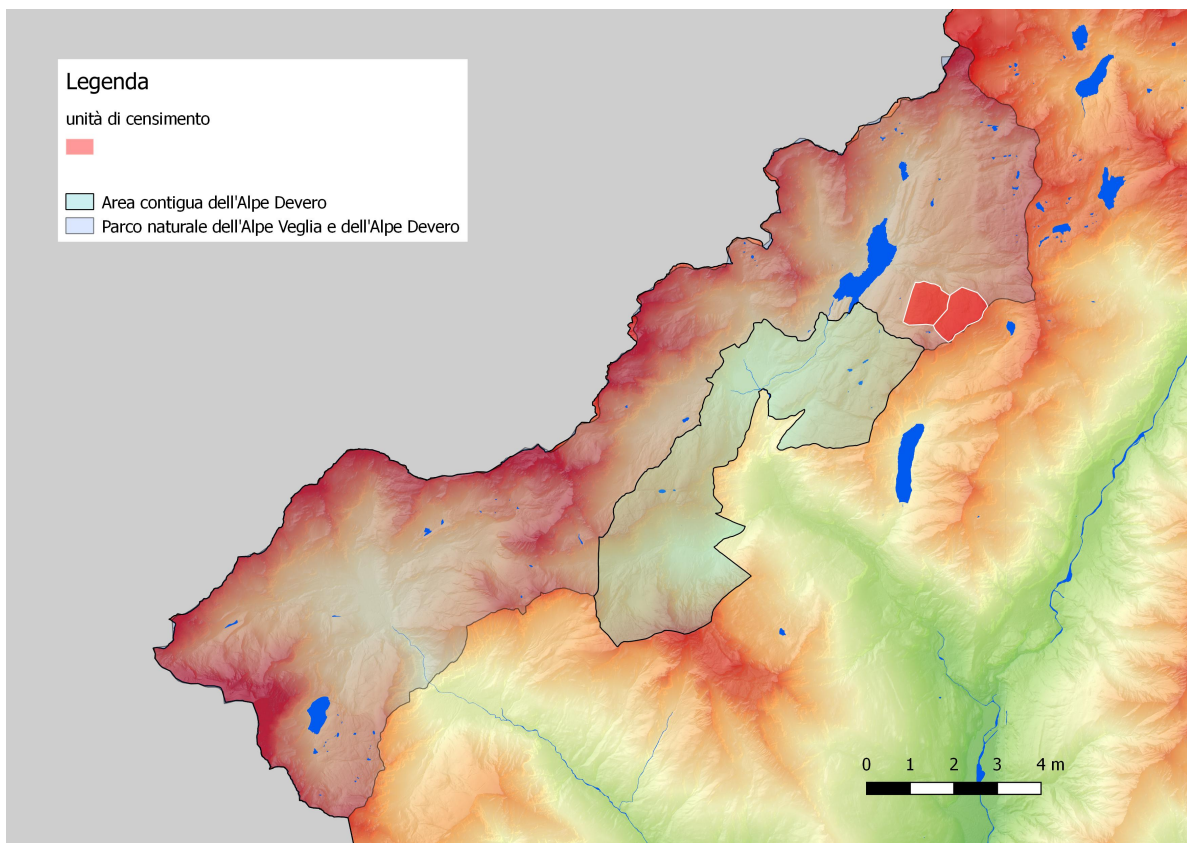 Legenda
unità di censimento
Area contigua dell'Alpe Devero
Parco naturale dell'Alpe Veglia e dell'Alpe Devero
0 1 2 3 4 m